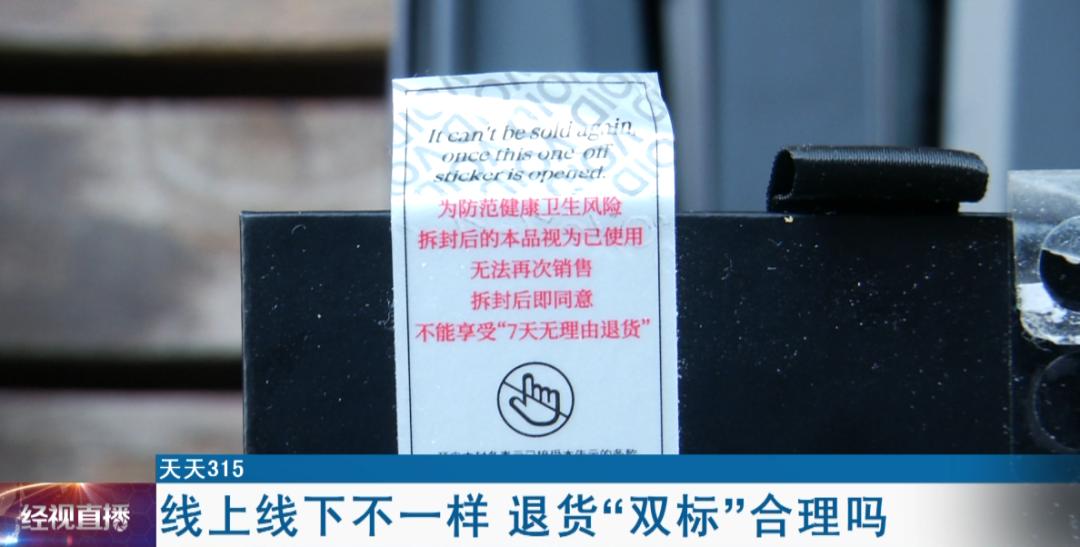 It can't be sold again,
once this one-off
sticker is opened.
为防范健康卫生风险
拆封后的本品视为已使用
无法再次销售
拆封后即同意
不能享受“7天无理由退货”
天天315
经视直播
线上线下不一样 退货“双标”合理吗